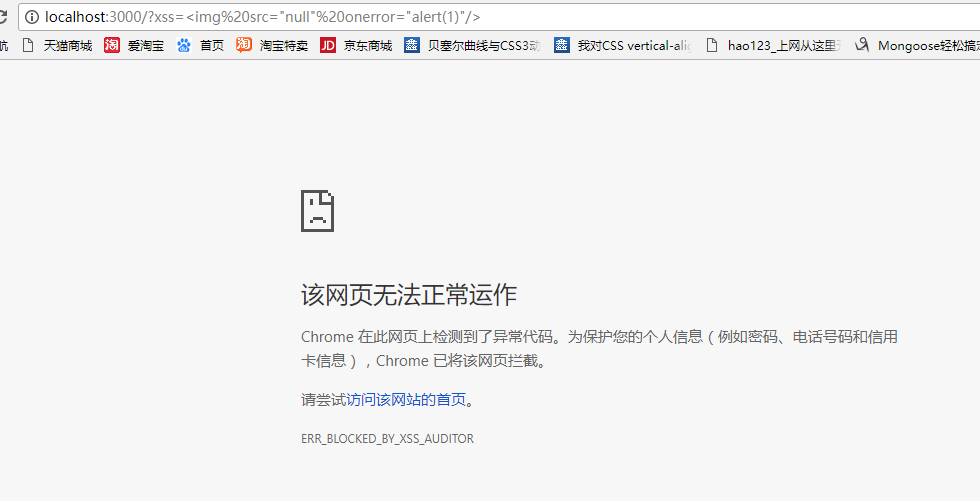 localhost:3000/?xss=<img%20src="null"%20onerror="alert(1)"/>
航 天猫商城 淘 爱淘宝 首页 淘 淘宝特卖 JD 京东商城 鑫 贝塞尔曲线与CSS3动 鑫 我对CSS vertical-alig hao123_上网从这里 Mongoose轻松搞
该网页无法正常运作
Chrome 在此网页上检测到了异常代码。为保护您的个人信息（例如密码、电话号码和信用
卡信息），Chrome 已将该网页拦截。
请尝试访问该网站的首页。
ERR_BLOCKED_BY_XSS_AUDITOR